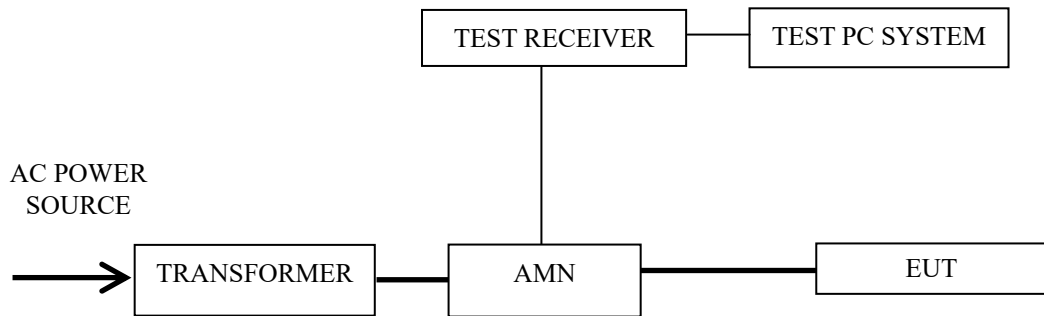 TEST RECEIVER
TEST PC SYSTEM
AC POWER
SOURCE
TRANSFORMER
AMN
EUT